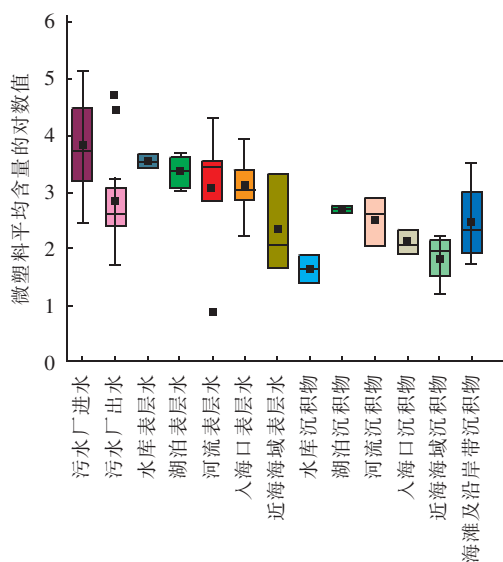 微塑料平均含量的对数值
6
5
4
3
2
1
0
污水厂进水
污水厂出水
水库表层水
湖泊表层水
河流表层水
人海口表层水
近海海域表层水
水库沉积物
湖泊沉积物
河流沉积物
人海口沉积物
近海海域沉积物
海滩及沿岸带沉积物